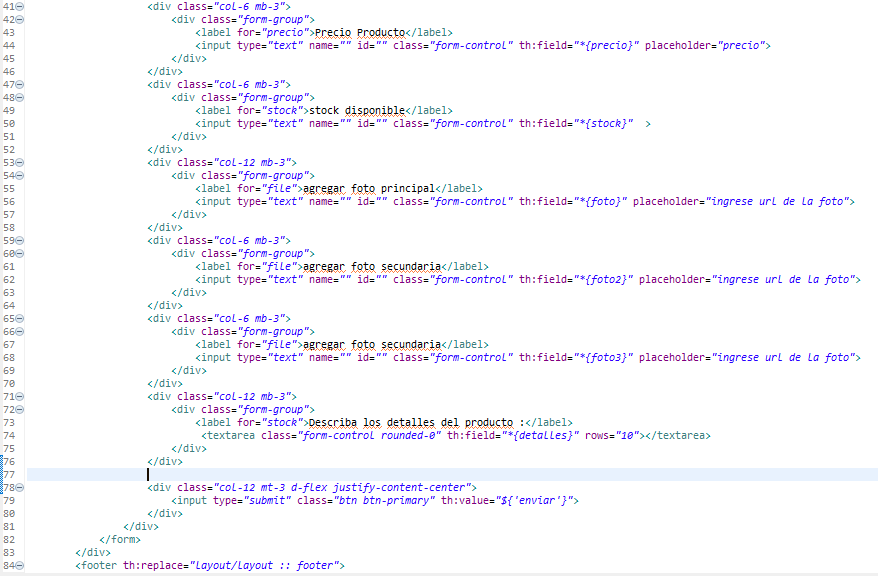 41 <div class="col-6 mb-3">
42 <div class="form-group">
43 <label for="precio">Precio Producto</label>
44 <input type="text" name="" id="" class="form-control" th:field="*{precio}" placeholder="precio">
45 </div>
46 </div>
47 <div class="col-6 mb-3">
48 <div class="form-group">
49 <label for="stock">stock disponible</label>
50 <input type="text" name="" id="" class="form-control" th:field="*{stock}"  >
51 </div>
52 </div>
53 <div class="col-12 mb-3">
54 <div class="form-group">
55 <label for="file">agregar foto principal</label>
56 <input type="text" name="" id="" class="form-control" th:field="*{foto}" placeholder="ingrese url de la foto">
57 </div>
58 </div>
59 <div class="col-6 mb-3">
60 <div class="form-group">
61 <label for="file">agregar foto secundaria</label>
62 <input type="text" name="" id="" class="form-control" th:field="*{foto2}" placeholder="ingrese url de la foto">
63 </div>
64 </div>
65 <div class="col-6 mb-3">
66 <div class="form-group">
67 <label for="file">agregar foto secundaria</label>
68 <input type="text" name="" id="" class="form-control" th:field="*{foto3}" placeholder="ingrese url de la foto">
69 </div>
70 </div>
71 <div class="col-12 mb-3">
72 <div class="form-group">
73 <label for="stock">Describa los detalles del producto :</label>
74 <textarea class="form-control rounded-0" th:field="*{detalles}" rows="10"></textarea>
75 </div>
76 </div>
77
78 <div class="col-12 mt-3 d-flex justify-content-center">
79 <input type="submit" class="btn btn-primary" th:value="${'enviar'}">
80 </div>
81 </div>
82 </form>
83 </div>
84 <footer th:replace="layout/layout :: footer">